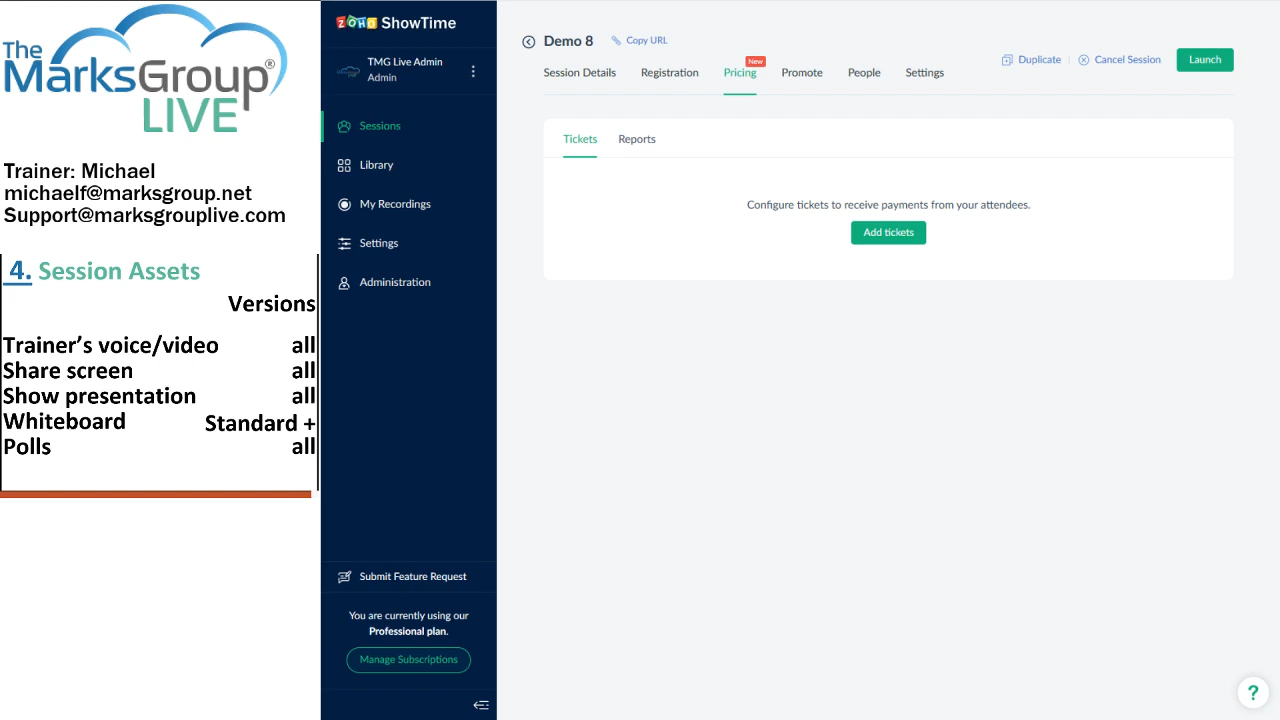 The
MarksGroup®
LIVE
Trainer: Michael
michaelf@marksgroup.net
Support@marksgrouplive.com
4. Session Assets
Versions
Trainer's voice/video all
Share screen all
Show presentation all
Whiteboard Standard +
Polls all
ZOHO ShowTime
TMG Live Admin
Admin
Sessions
Library
My Recordings
Settings
Administration
Submit Feature Request
You are currently using our
Professional plan.
Manage Subscriptions
Demo 8 Copy URL
New
Session Details Registration Pricing Promote People Settings
Duplicate Cancel Session Launch
Tickets Reports
Configure tickets to receive payments from your attendees.
Add tickets
?